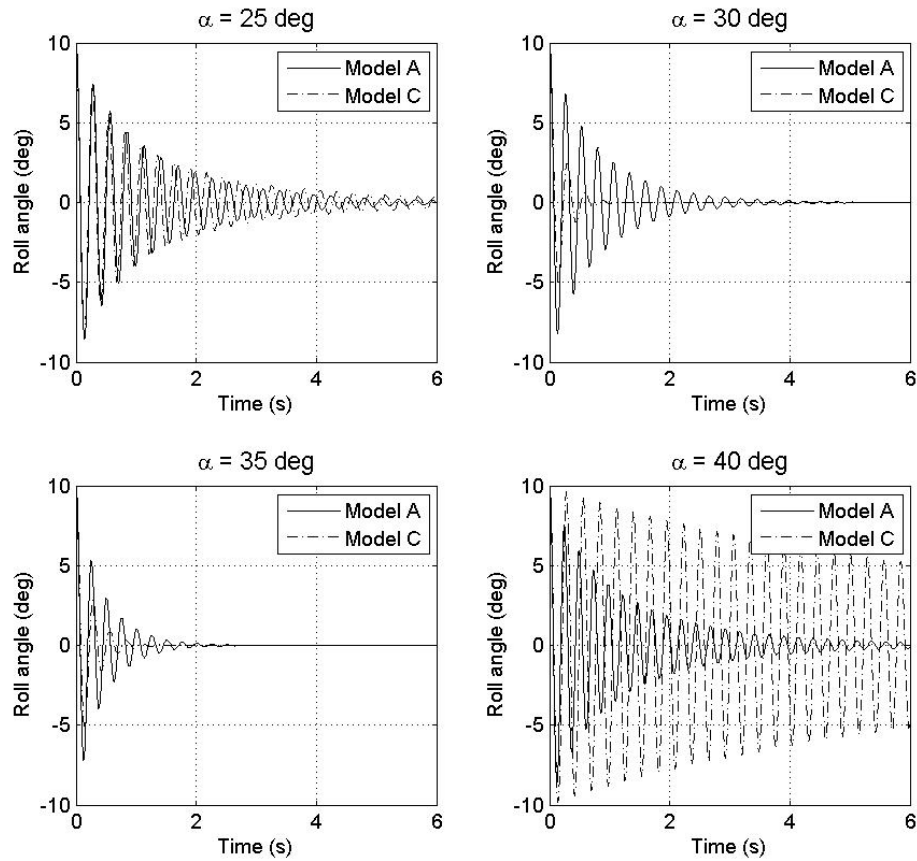 α = 25 deg
10
5
0
-5
-10
Roll angle (deg)
Model A
Model C
0 2 4 6
Time (s)
α = 30 deg
10
5
0
-5
-10
Roll angle (deg)
Model A
Model C
0 2 4 6
Time (s)
α = 35 deg
10
5
0
-5
-10
Roll angle (deg)
Model A
Model C
0 2 4 6
Time (s)
α = 40 deg
10
5
0
-5
-10
Roll angle (deg)
Model A
Model C
0 2 4 6
Time (s)